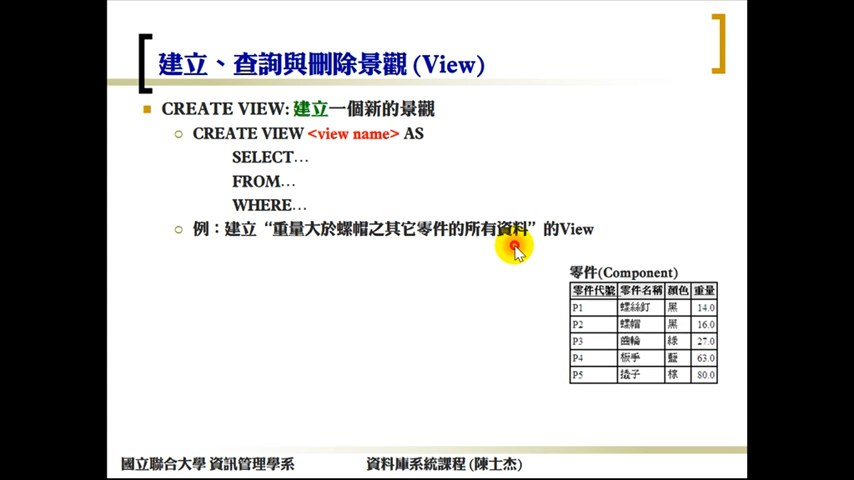 建立、查詢與刪除景觀 (View)
CREATE VIEW: 建立一個新的景觀
CREATE VIEW <view name> AS
SELECT…
FROM…
WHERE…
例：建立“重量大於螺帽之其它零件的所有資料”的View
零件(Component)
零件代號 零件名稱 顏色 重量
P1 螺絲釘 黑 14.0
P2 螺帽 黑 16.0
P3 齒輪 綠 27.0
P4 板手 藍 63.0
P5 子 80.0
國立聯合大學 資訊管理學系 資料庫系統課程 (陳士杰)